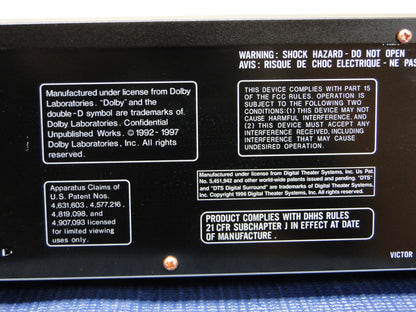 WARNING: SHOCK HAZARD - DO NOT OPEN
AVIS: RISQUE DE CHOC ELECTRIQUE - NE PAS
Manufactured under license from Dolby
Laboratories. "Dolby" and the
double-D symbol are trademarks of
Dolby Laboratories. Confidential
Unpublished Works. © 1992-1997
Dolby Laboratories, Inc. All rights
reserved.
THIS DEVICE COMPLIES WITH PART 15
OF THE FCC RULES. OPERATION IS
SUBJECT TO THE FOLLOWING TWO
CONDITIONS: (1) THIS DEVICE MAY NOT
CAUSE HARMFUL INTERFERENCE, AND
(2) THIS DEVICE MUST ACCEPT ANY
INTERFERENCE RECEIVED, INCLUDING
INTERFERENCE THAT MAY CAUSE
UNDESIRED OPERATION.
Manufactured under license from Digital Theater Systems, Inc. US Pat.
No. 5,451,942 and other world-wide patents issued and pending. "DTS"
and "DTS Digital Surround" are trademarks of Digital Theater Systems,
Inc. Copyright 1996 Digital Theater Systems, Inc. All rights reserved.
Apparatus Claims of
U.S. Patent Nos.
4,631,603, 4,577,216,
4,819,098, and
4,907,093 licensed
for limited viewing
uses only.
PRODUCT COMPLIES WITH DHHS RULES
21 CFR SUBCHAPTER J IN EFFECT AT DATE
OF MANUFACTURE.
VICTOR